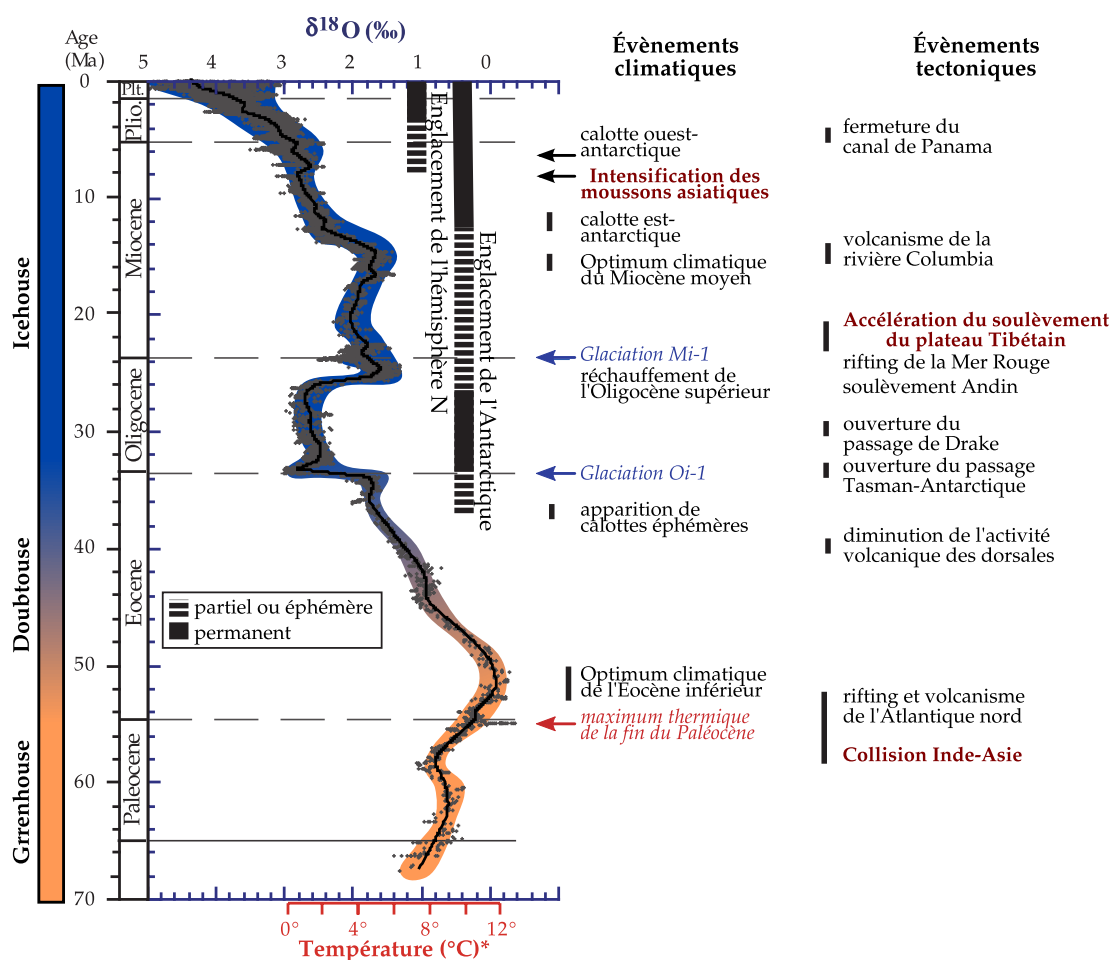 δ18O (‰)
Age
(Ma)
5 4 3 2 1 0
Évènements
climatiques
Évènements
tectoniques
0
10
20
30
40
50
60
70
Icehouse
Doubtouse
Grrenhouse
Plt.
Plio.
Miocene
Oligocene
Eocene
Paleocene
Englacement de l'hémisphère N
Englacement de l'Antarctique
partiel ou éphémère
permanent
calotte ouest-
antarctique
Intensification des
moussons asiatiques
calotte est-
antarctique
Optimum climatique
du Miocène moyen
Glaciation Mi-1
réchauffement de
l'Oligocène supérieur
Glaciation Oi-1
apparition de
calottes éphémères
Optimum climatique
de l'Éocène inférieur
maximum thermique
de la fin du Paléocène
fermeture du
canal de Panama
volcanisme de la
rivière Columbia
Accélération du soulèvement
du plateau Tibétain
rifting de la Mer Rouge
soulèvement Andin
ouverture du
passage de Drake
ouverture du passage
Tasman-Antarctique
diminution de l'activité
volcanique des dorsales
rifting et volcanisme
de l'Atlantique nord
Collision Inde-Asie
0° 4° 8° 12°
Température (°C)*